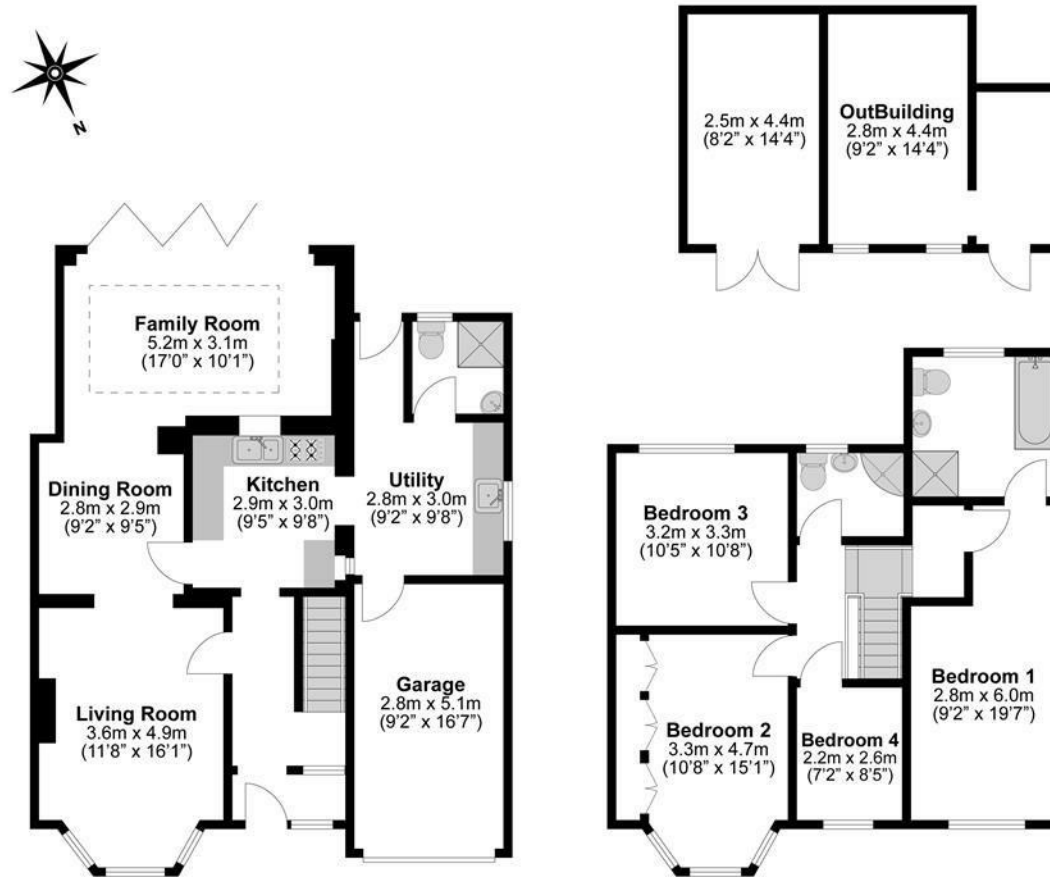 N
2.5m x 4.4m
(8'2" x 14'4")
OutBuilding
2.8m x 4.4m
(9'2" x 14'4")
Family Room
5.2m x 3.1m
(17'0" x 10'1")
Dining Room
2.8m x 2.9m
(9'2" x 9'5")
Kitchen
2.9m x 3.0m
(9'5" x 9'8")
Utility
2.8m x 3.0m
(9'2" x 9'8")
Living Room
3.6m x 4.9m
(11'8" x 16'1")
Garage
2.8m x 5.1m
(9'2" x 16'7")
Bedroom 3
3.2m x 3.3m
(10'5" x 10'8")
Bedroom 2
3.3m x 4.7m
(10'8" x 15'1")
Bedroom 4
2.2m x 2.6m
(7'2" x 8'5")
Bedroom 1
2.8m x 6.0m
(9'2" x 19'7")